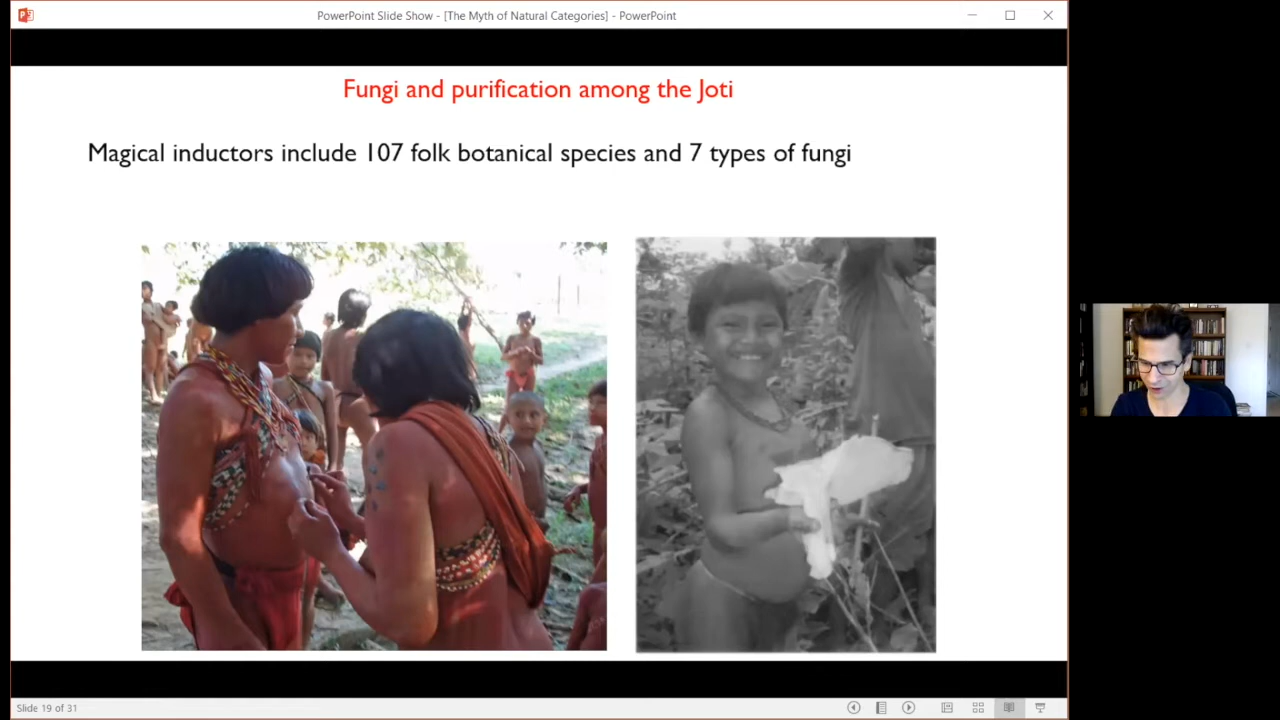 PowerPoint Slide Show - [The Myth of Natural Categories] - PowerPoint
Fungi and purification among the Joti
Magical inductors include 107 folk botanical species and 7 types of fungi
Slide 19 of 31